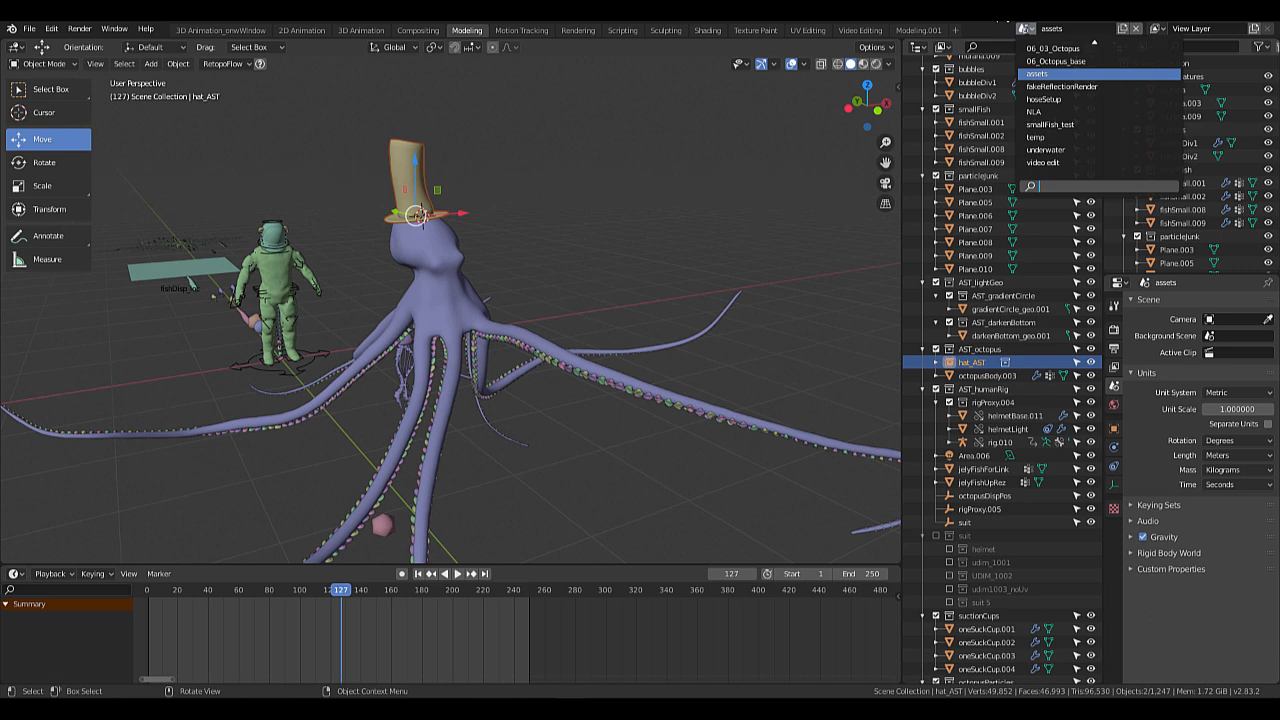 File Edit Render Window Help 3D Animation_onwWindow 2D Animation 3D Animation Compositing Modeling Motion Tracking Rendering Scripting Sculpting Shading Texture Paint UV Editing Video Editing Modeling.001 + assets View Layer
Orientation: Default Drag: Select Box Global Options
Object Mode View Select Add Object RetopoFlow
User Perspective
(127) Scene Collection | hat_AST
Select Box
Cursor
Move
Rotate
Scale
Transform
Annotate
Measure
Z
fishDisp_
06_03_Octopus
06_Octopus_base
assets
fakeReflectionRender
hoseSetup
NLA
smallFish_test
temp
underwater
video edit
bubbles
bubbleDiv1
bubbleDiv2
smallFish
fishSmall.001
fishSmall.002
fishSmall.008
fishSmall.009
particleJunk
Plane.003
Plane.005
Plane.006
Plane.007
Plane.008
Plane.009
Plane.010
AST_lightGeo
AST_gradientCircle
gradientCircle_geo.001
AST_darkenBottom
darkenBottom_geo.001
AST_octopus
hat_AST
octopusBody.003
AST_humanRig
rigProxy.004
helmetBase.011
helmetLight
rig.010
Area.006
jelyFishForLink
jelyFishUpRez
octopusDispPos
rigProxy.005
suit
suit
helmet
udim_1001
UDIM_1002
udim1003_noUv
suit 5
suctionCups
oneSuckCup.001
oneSuckCup.002
oneSuckCup.003
oneSuckCup.004
octopusParticles
fishSmall.008
fishSmall.009
particleJunk
Plane.003
Plane.005
assets
Scene
Camera
Background Scene
Active Clip
Units
Unit System Metric
Unit Scale 1.000000
Separate Units
Rotation Degrees
Length Meters
Mass Kilograms
Time Seconds
Keying Sets
Audio
Gravity
Rigid Body World
Custom Properties
Playback Keying View Marker 127 Start 1 End 250
0 20 40 60 80 100 127 140 160 180 200 220 240 260 280 300 320 340 360 380 400 420 440 460 480
Summary
Select Box Select Rotate View Object Context Menu Scene Collection | hat_AST | Verts:49,852 | Faces:46,993 | Tris:96,530 | Objects:2/1,247 | Mem: 1.72 GiB | v2.83.2